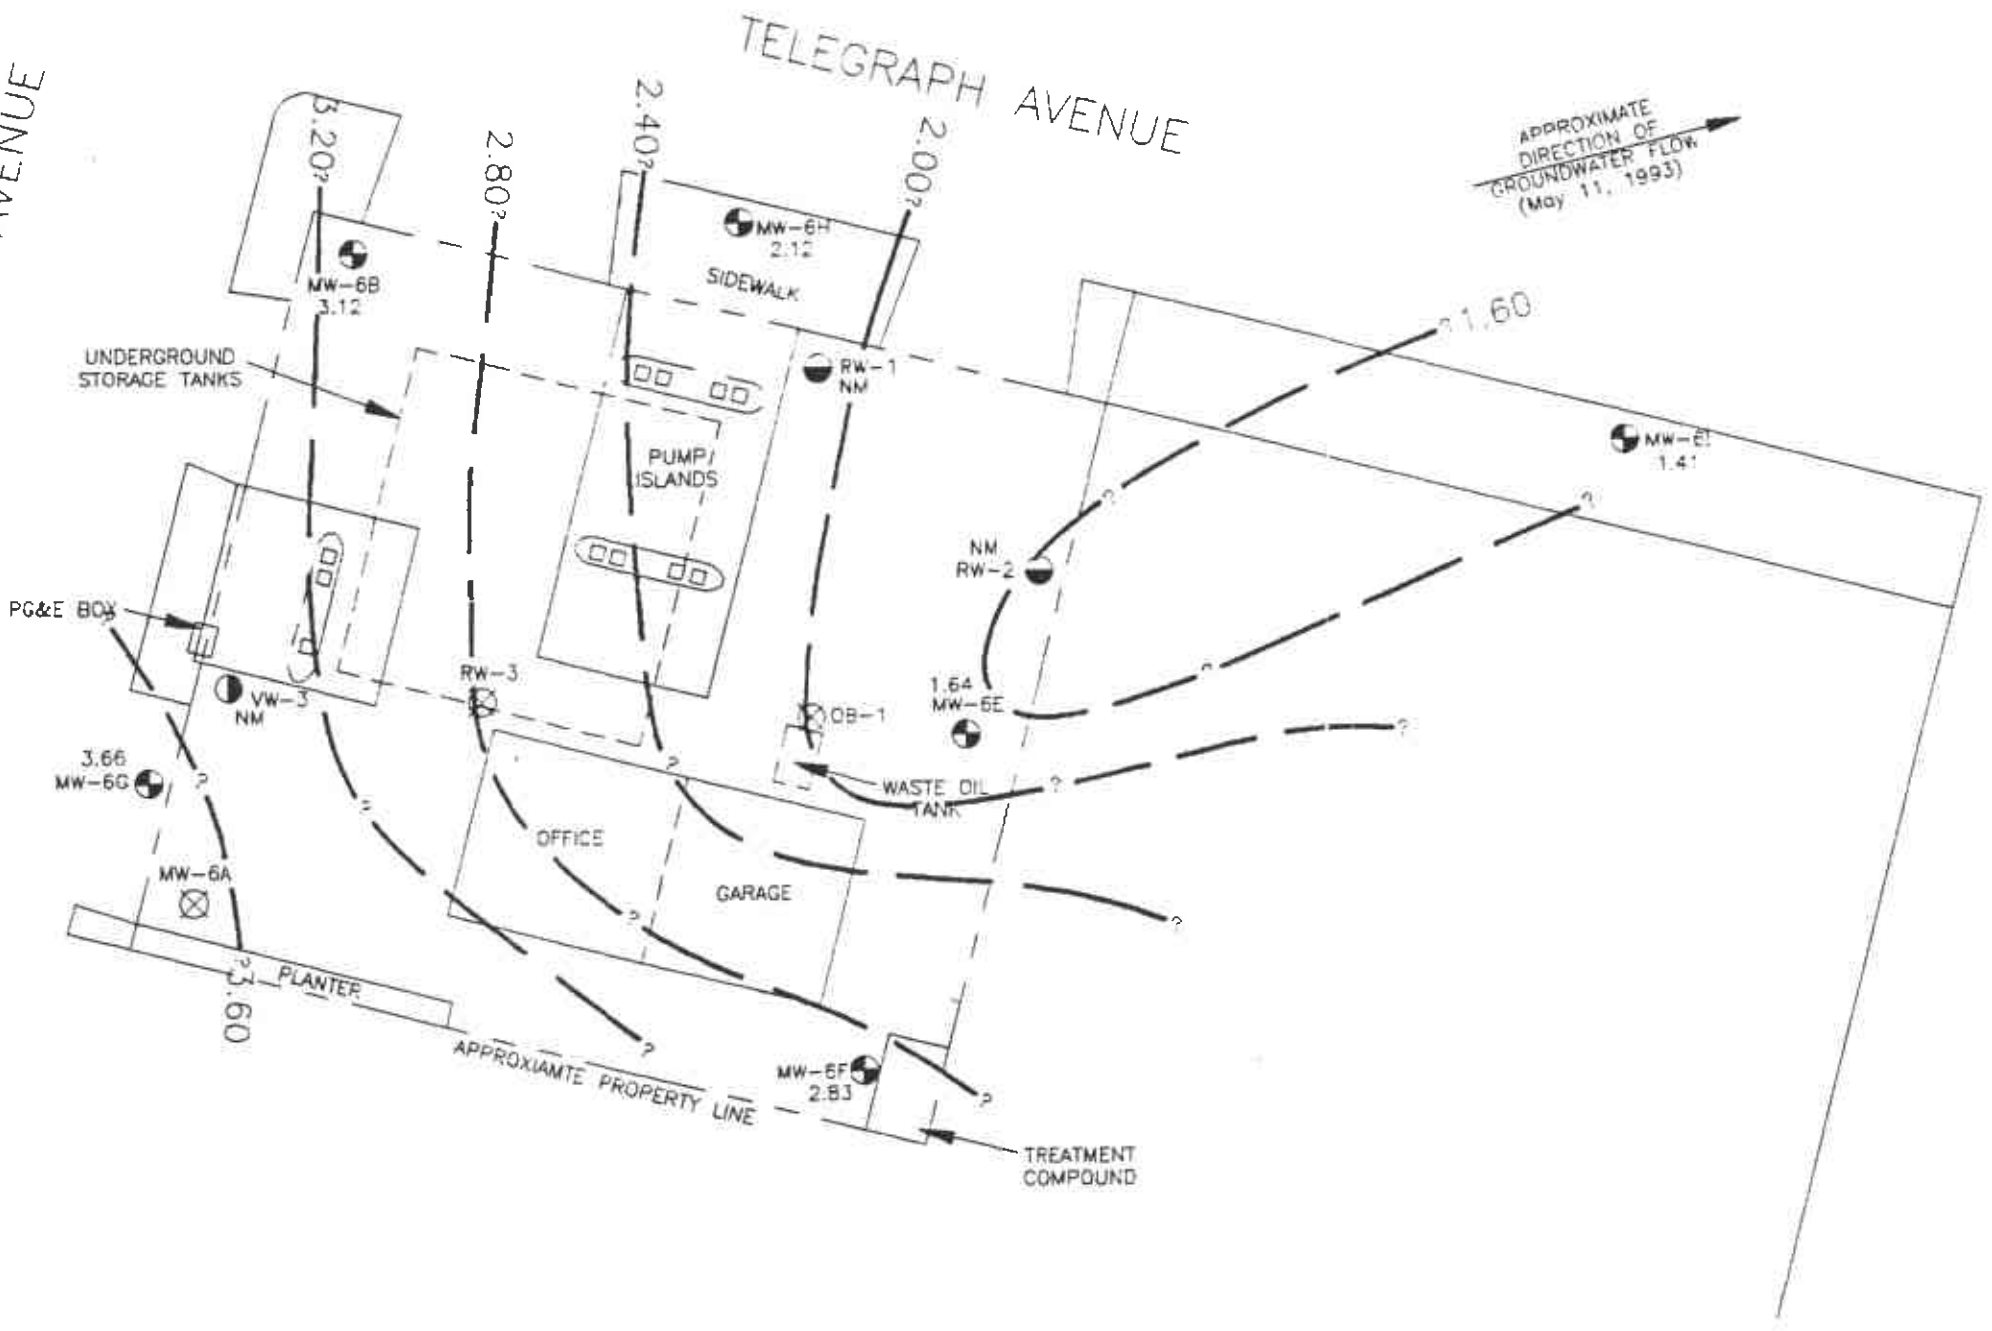 TELEGRAPH AVENUE
AVENUE
APPROXIMATE
DIRECTION OF
GROUNDWATER FLOW
(May 11, 1993)
3.20?
2.80?
2.40?
2.00?
? 1.60
MW-6H
2.12
SIDEWALK
MW-6B
3.12
UNDERGROUND
STORAGE TANKS
RW-1
NM
PUMP
ISLANDS
MW-6I
1.41
?
?
NM
RW-2
PG&E BOX
?
RW-3
1.64
MW-6E
VW-3
NM
OB-1
?
?
3.66
MW-6G
?
?
?
?
WASTE OIL
TANK
OFFICE
GARAGE
MW-6A
?
?
?
3.60
PLANTER
?
APPROXIAMTE PROPERTY LINE
MW-6F
2.83
?
TREATMENT
COMPOUND